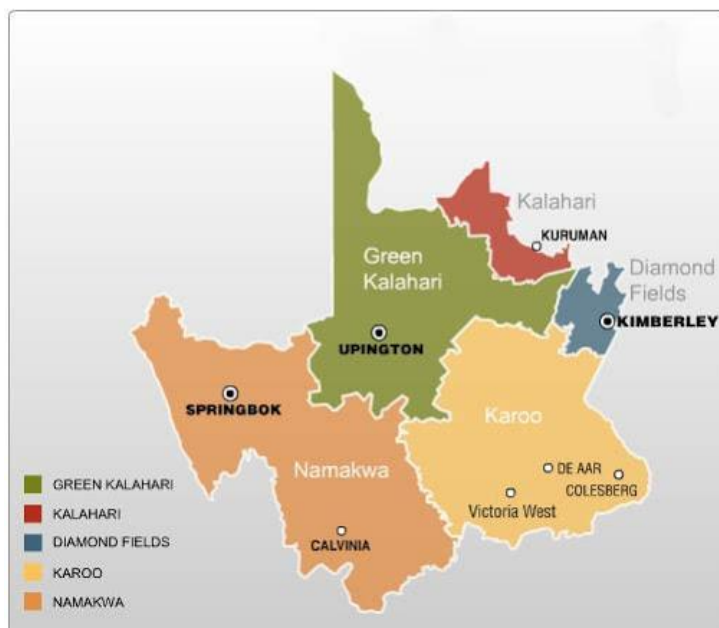 Kalahari
KURUMAN
Green
Kalahari
Diamond
Fields
KIMBERLEY
UPINGTON
SPRINGBOK
Karoo
Namakwa
DE AAR
COLESBERG
Victoria West
CALVINIA
GREEN KALAHARI
KALAHARI
DIAMOND FIELDS
KAROO
NAMAKWA